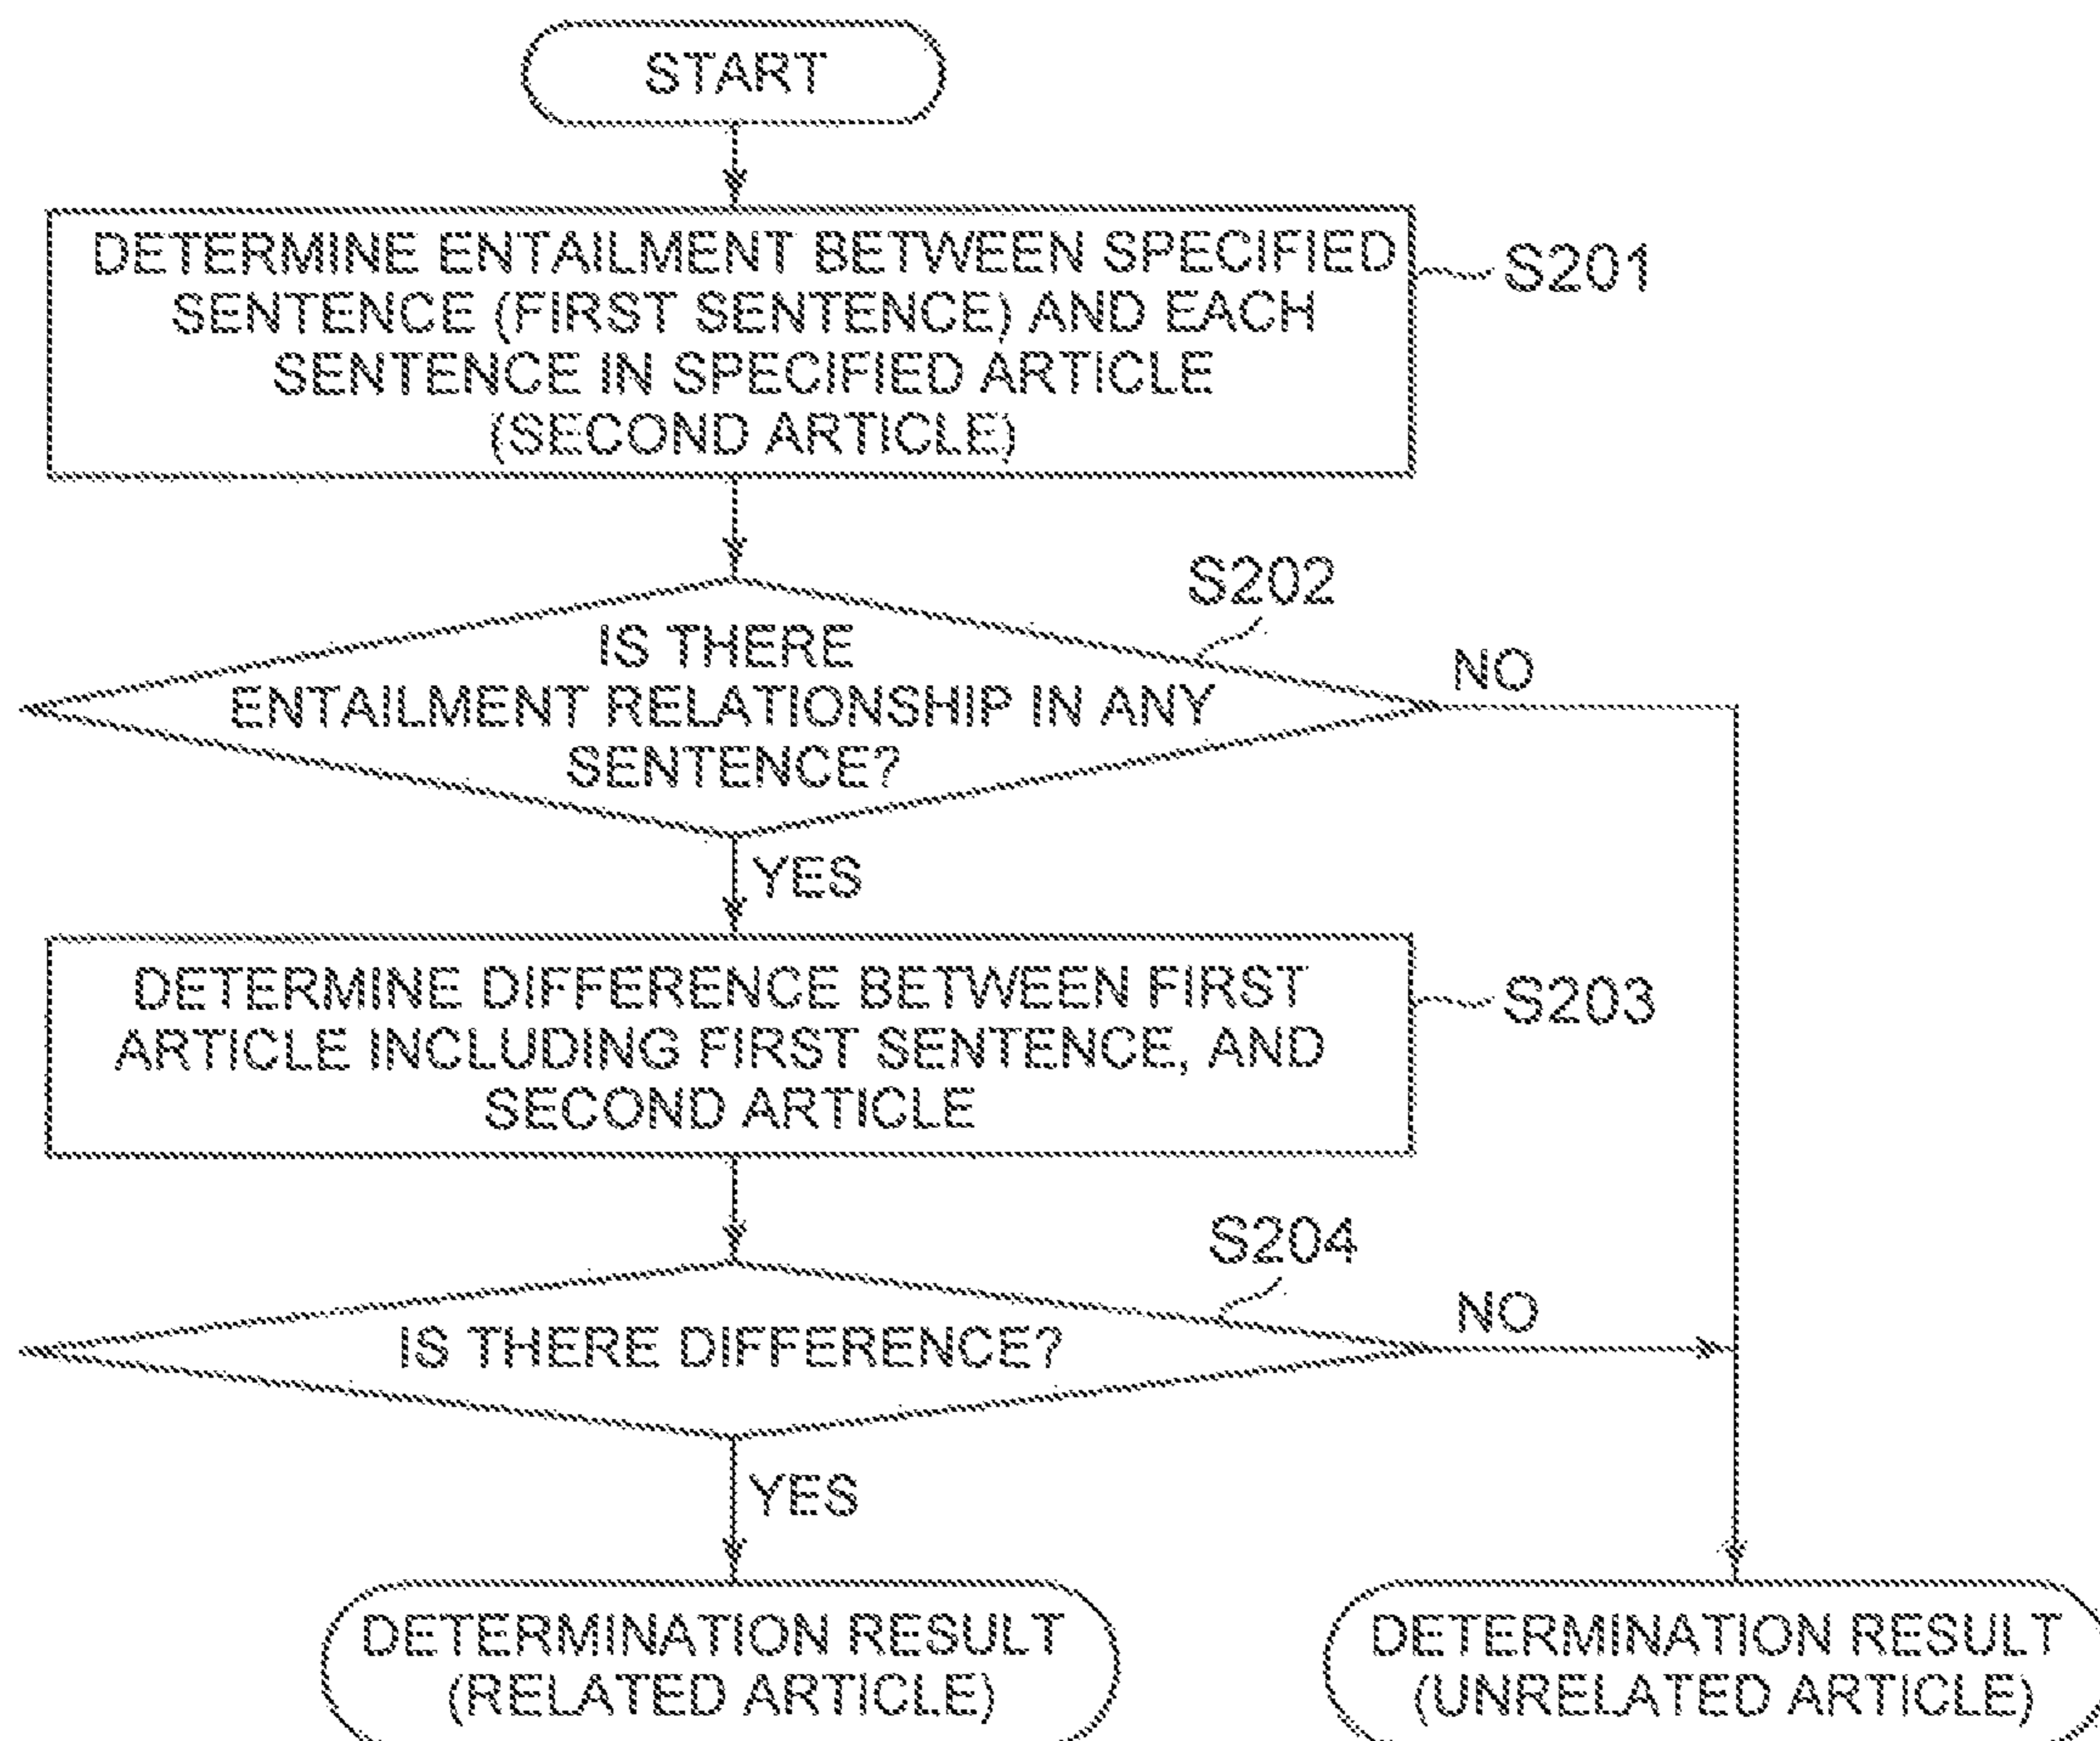 START
DETERMINE ENTAILMENT BETWEEN SPECIFIED
SENTENCE (FIRST SENTENCE) AND EACH
SENTENCE IN SPECIFIED ARTICLE
(SECOND ARTICLE)
S201
S202
IS THERE
ENTAILMENT RELATIONSHIP IN ANY
SENTENCE?
NO
YES
DETERMINE DIFFERENCE BETWEEN FIRST
ARTICLE INCLUDING FIRST SENTENCE, AND
SECOND ARTICLE
S203
S204
IS THERE DIFFERENCE?
NO
YES
DETERMINATION RESULT
(RELATED ARTICLE)
DETERMINATION RESULT
(UNRELATED ARTICLE)